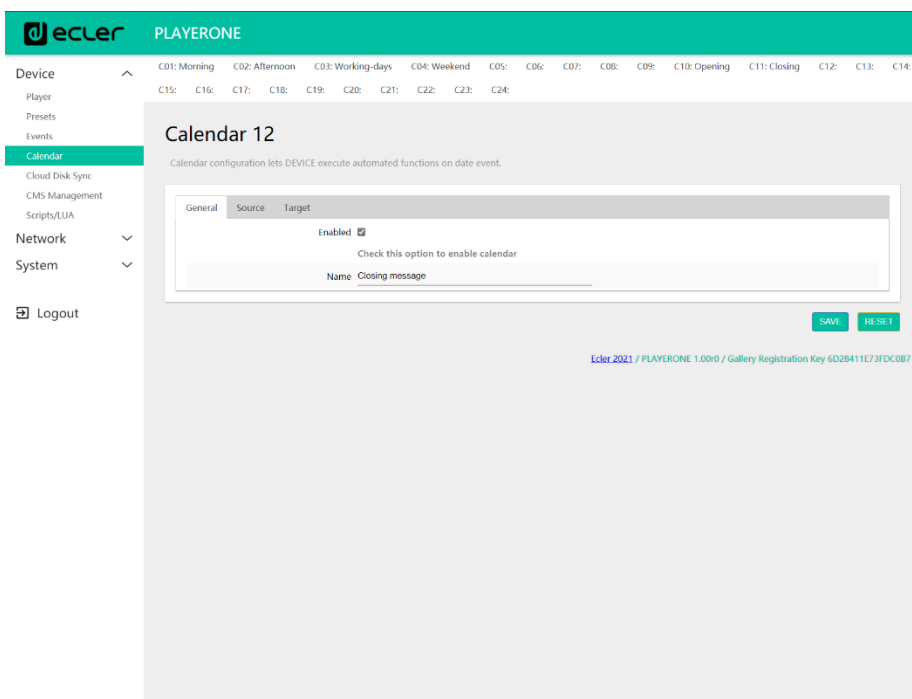 ecler PLAYERONE
Device
Player
Presets
Events
Calendar
Cloud Disk Sync
CMS Management
Scripts/LUA
Network
System
Logout
C01: Morning C02: Afternoon C03: Working-days C04: Weekend C05: C06: C07: C08: C09: C10: Opening C11: Closing C12: C13: C14:
C15: C16: C17: C18: C19: C20: C21: C22: C23: C24:
Calendar 12
Calendar configuration lets DEVICE execute automated functions on date event.
General Source Target
Enabled
Check this option to enable calendar
Name Closing message
SAVE RESET
Ecler 2021 / PLAYERONE 1.00r0 / Gallery Registration Key 6D28411E73FDC0B7